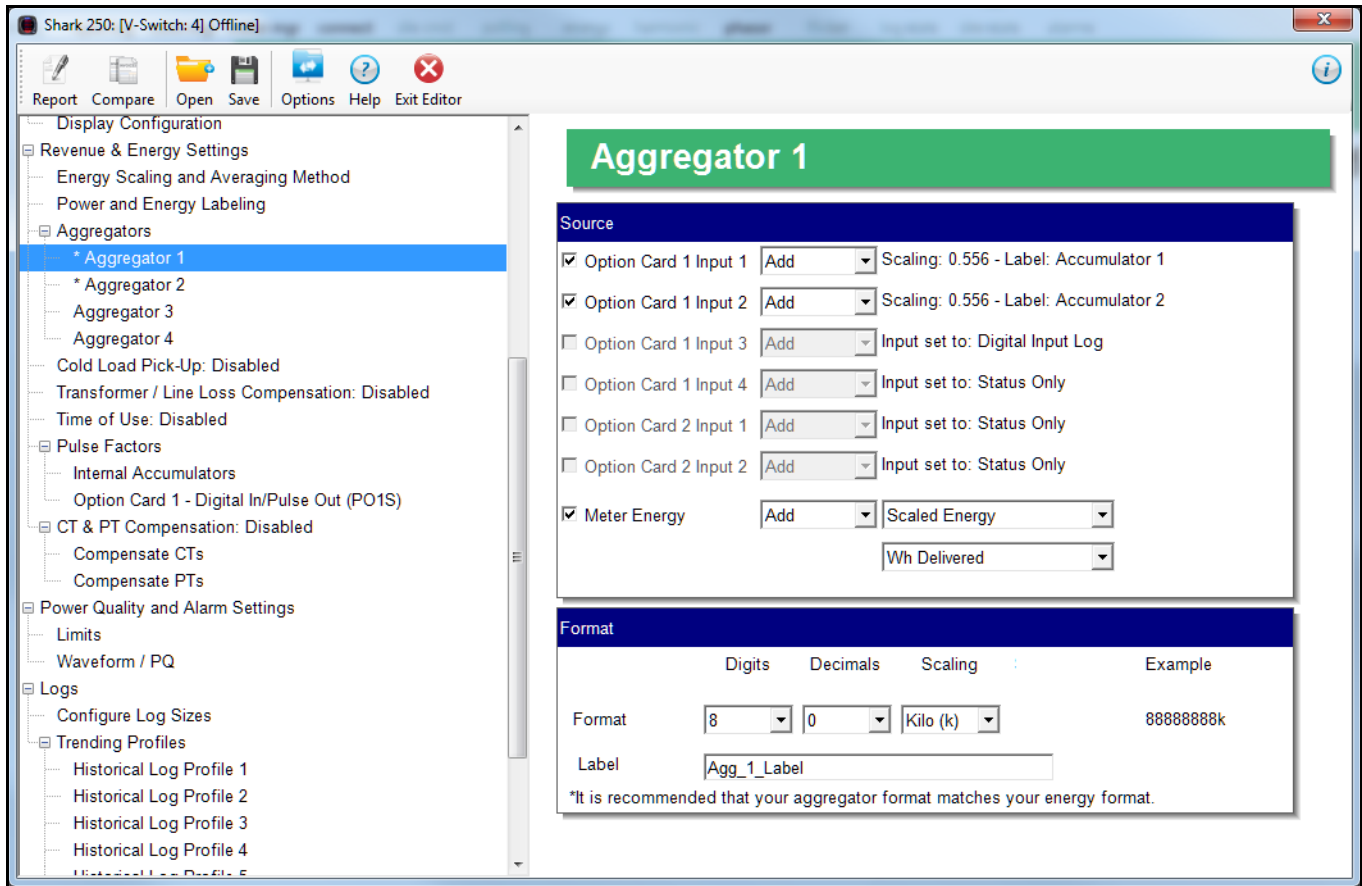 Shark 250: [V-Switch: 4] Offline]
Report Compare Open Save Options Help Exit Editor
Display Configuration
Revenue & Energy Settings
Energy Scaling and Averaging Method
Power and Energy Labeling
Aggregators
* Aggregator 1
* Aggregator 2
Aggregator 3
Aggregator 4
Cold Load Pick-Up: Disabled
Transformer / Line Loss Compensation: Disabled
Time of Use: Disabled
Pulse Factors
Internal Accumulators
Option Card 1 - Digital In/Pulse Out (PO1S)
CT & PT Compensation: Disabled
Compensate CTs
Compensate PTs
Power Quality and Alarm Settings
Limits
Waveform / PQ
Logs
Configure Log Sizes
Trending Profiles
Historical Log Profile 1
Historical Log Profile 2
Historical Log Profile 3
Historical Log Profile 4
Historical Log Profile 5
Aggregator 1
Source
Option Card 1 Input 1 Add Scaling: 0.556 - Label: Accumulator 1
Option Card 1 Input 2 Add Scaling: 0.556 - Label: Accumulator 2
Option Card 1 Input 3 Add Input set to: Digital Input Log
Option Card 1 Input 4 Add Input set to: Status Only
Option Card 2 Input 1 Add Input set to: Status Only
Option Card 2 Input 2 Add Input set to: Status Only
Meter Energy Add Scaled Energy
Wh Delivered
Format
Digits Decimals Scaling : Example
Format 8 0 Kilo (k) 88888888k
Label Agg_1_Label
*It is recommended that your aggregator format matches your energy format.